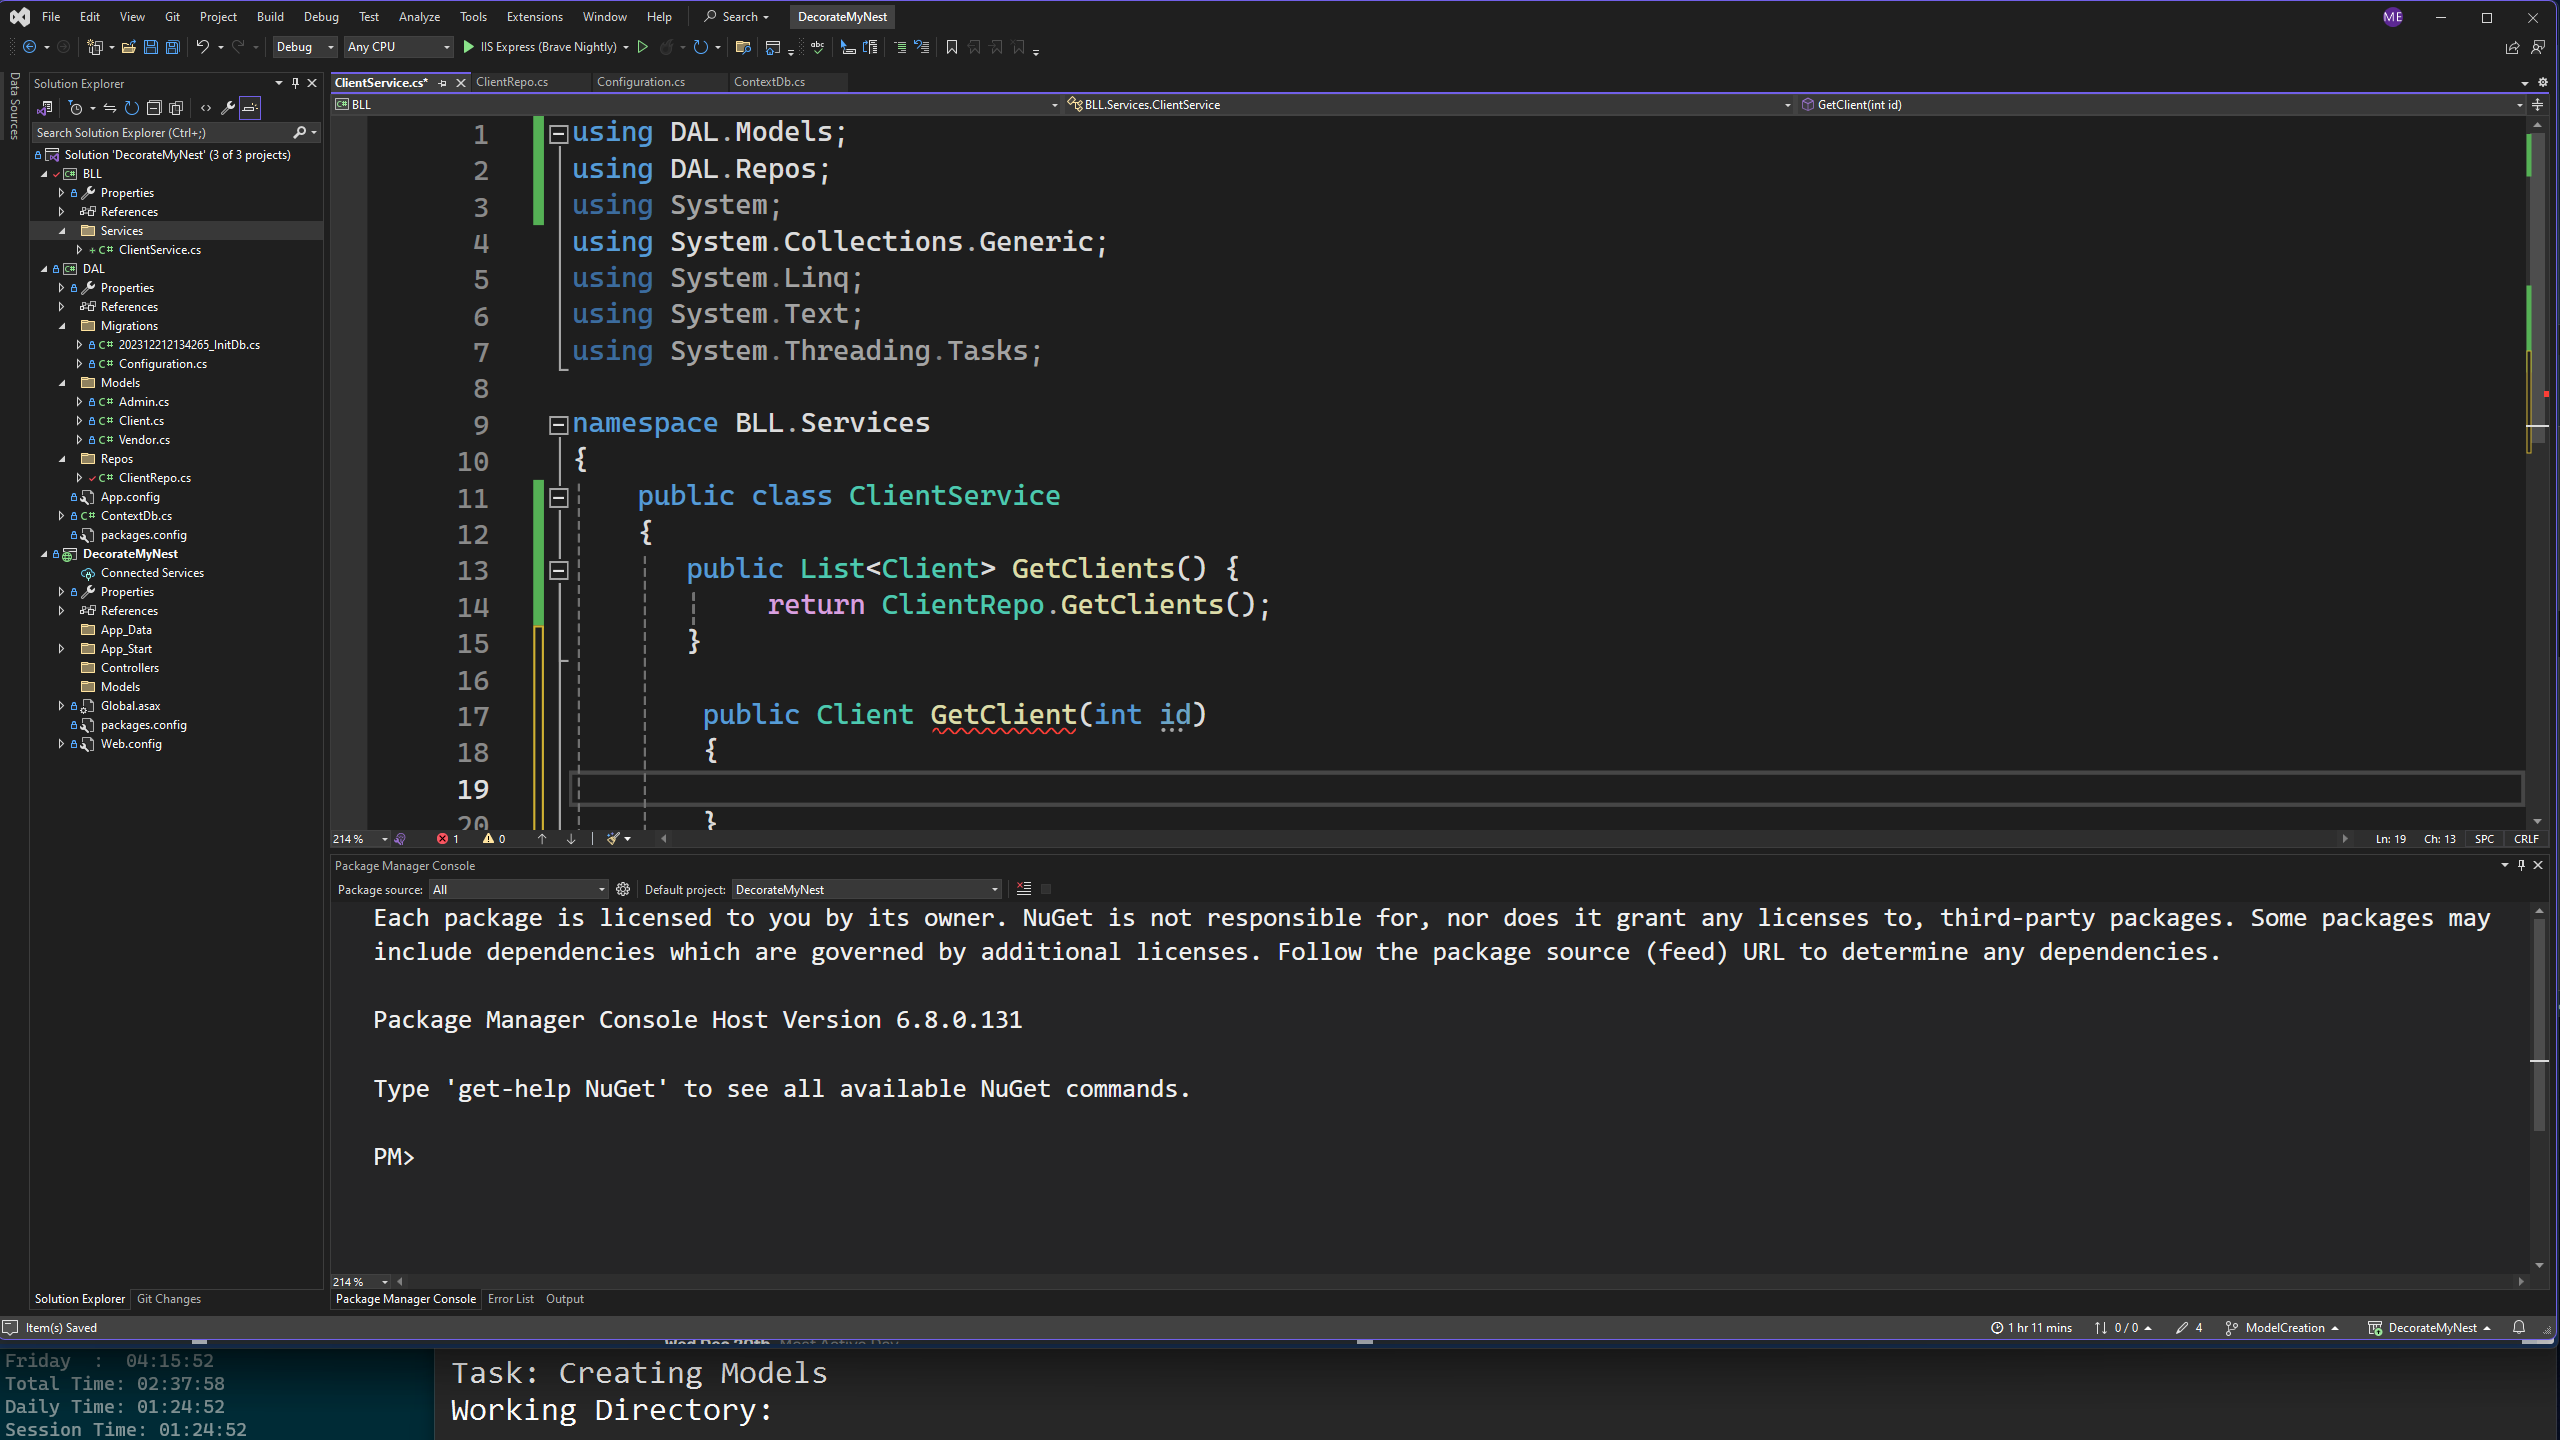 File Edit View Git Project Build Debug Test Analyze Tools Extensions Window Help Search DecorateMyNest ME
Debug Any CPU IIS Express (Brave Nightly)
Data Sources
Solution Explorer
Search Solution Explorer (Ctrl+;)
Solution 'DecorateMyNest' (3 of 3 projects)
BLL
Properties
References
Services
ClientService.cs
DAL
Properties
References
Migrations
202312212134265_InitDb.cs
Configuration.cs
Models
Admin.cs
Client.cs
Vendor.cs
Repos
ClientRepo.cs
App.config
ContextDb.cs
packages.config
DecorateMyNest
Connected Services
Properties
References
App_Data
App_Start
Controllers
Models
Global.asax
packages.config
Web.config
Solution Explorer Git Changes
ClientService.cs* ClientRepo.cs Configuration.cs ContextDb.cs
BLL BLL.Services.ClientService GetClient(int id)
1 using DAL.Models;
2 using DAL.Repos;
3 using System;
4 using System.Collections.Generic;
5 using System.Linq;
6 using System.Text;
7 using System.Threading.Tasks;
8
9 namespace BLL.Services
10 {
11 public class ClientService
12 {
13 public List<Client> GetClients() {
14 return ClientRepo.GetClients();
15 }
16
17 public Client GetClient(int id)
18 {
19
20 }
214 % 1 0 Ln: 19 Ch: 13 SPC CRLF
Package Manager Console
Package source: All Default project: DecorateMyNest
Each package is licensed to you by its owner. NuGet is not responsible for, nor does it grant any licenses to, third-party packages. Some packages may
include dependencies which are governed by additional licenses. Follow the package source (feed) URL to determine any dependencies.
Package Manager Console Host Version 6.8.0.131
Type 'get-help NuGet' to see all available NuGet commands.
PM>
214 %
Package Manager Console Error List Output
Item(s) Saved 1 hr 11 mins 0 / 0 4 ModelCreation DecorateMyNest
Wed Dec 20th Most Active Day
Friday : 04:15:52
Total Time: 02:37:58
Daily Time: 01:24:52
Session Time: 01:24:52
Task: Creating Models
Working Directory: